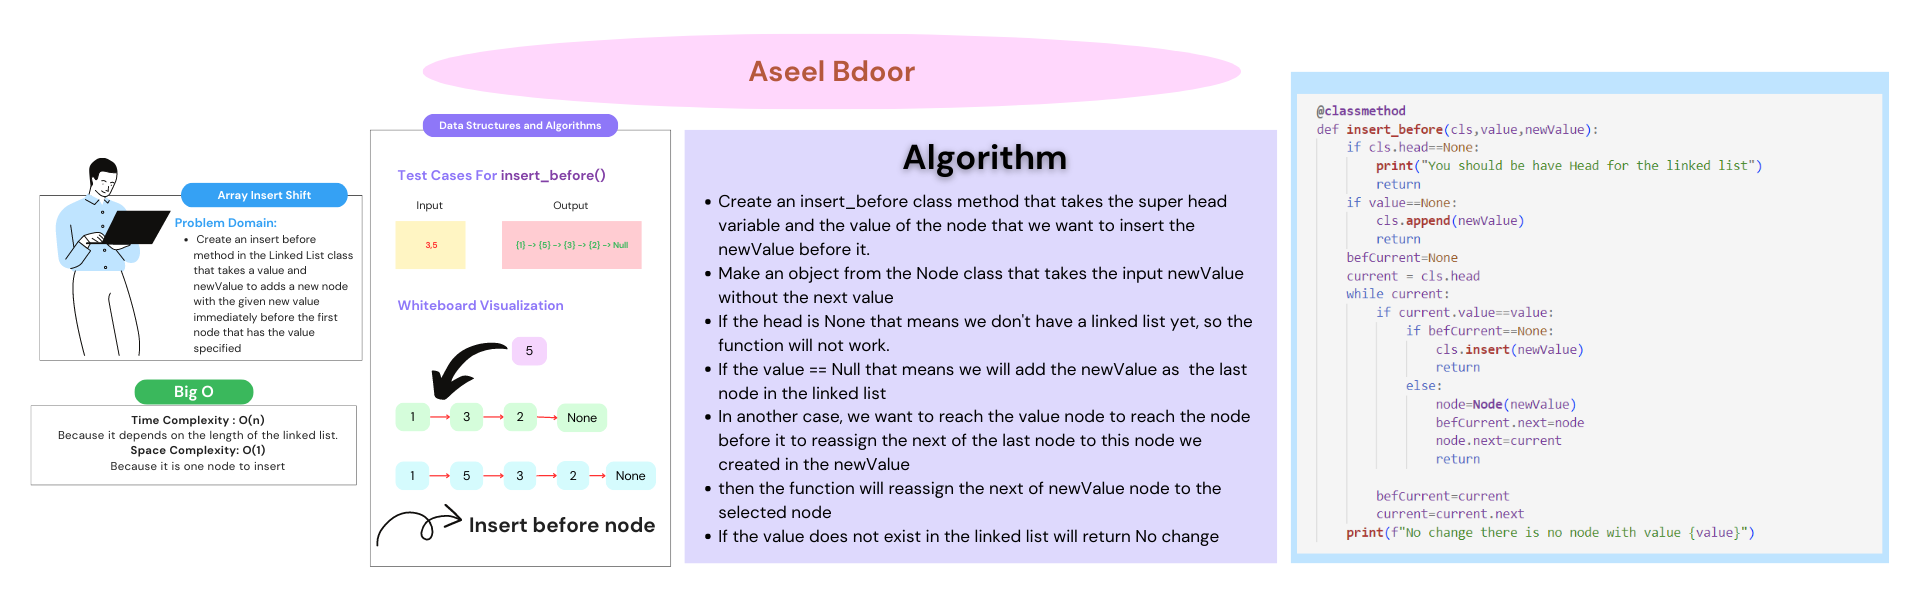 Aseel Bdoor
Array Insert Shift
Problem Domain:
• Create an insert before
method in the Linked List class
that takes a value and
newValue to adds a new node
with the given new value
immediately before the first
node that has the value
specified
Big O
Time Complexity : O(n)
Because it depends on the length of the linked list.
Space Complexity: O(1)
Because it is one node to insert
Data Structures and Algorithms
Test Cases For insert_before()
Input
Output
3,5
{1} -> {5} -> {3} -> {2} -> Null
Whiteboard Visualization
5
1 3 2 None
1 5 3 2 None
Insert before node
Algorithm
• Create an insert_before class method that takes the super head
variable and the value of the node that we want to insert the
newValue before it.
• Make an object from the Node class that takes the input newValue
without the next value
• If the head is None that means we don't have a linked list yet, so the
function will not work.
• If the value == Null that means we will add the newValue as the last
node in the linked list
• In another case, we want to reach the value node to reach the node
before it to reassign the next of the last node to this node we
created in the newValue
• then the function will reassign the next of newValue node to the
selected node
• If the value does not exist in the linked list will return No change
@classmethod
def insert_before(cls,value,newValue):
    if cls.head==None:
        print("You should be have Head for the linked list")
        return
    if value==None:
        cls.append(newValue)
        return
    befCurrent=None
    current = cls.head
    while current:
        if current.value==value:
            if befCurrent==None:
                cls.insert(newValue)
                return
            else:
                node=Node(newValue)
                befCurrent.next=node
                node.next=current
                return
        befCurrent=current
        current=current.next
    print(f"No change there is no node with value {value}")